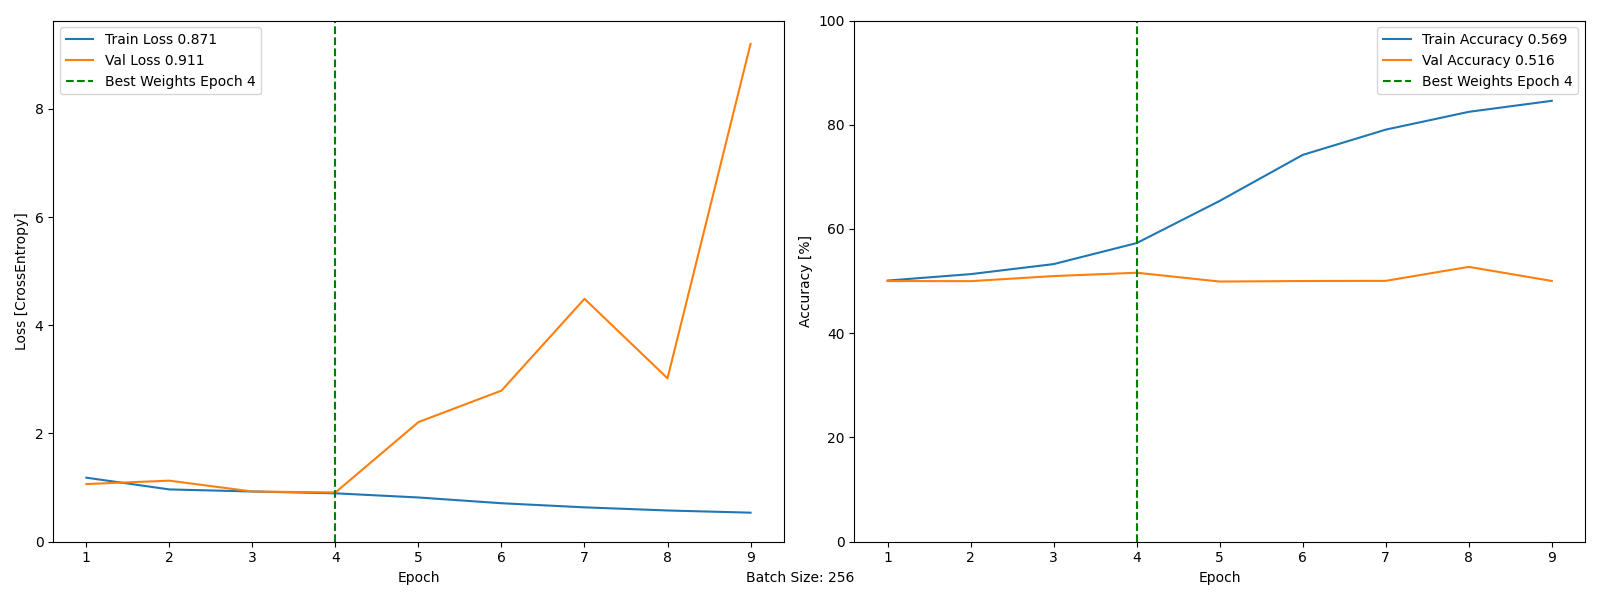 Train Loss 0.871
Val Loss 0.911
Best Weights Epoch 4
Loss [CrossEntropy]
8
6
4
2
0
1 2 3 4 5 6 7 8 9
Epoch
Train Accuracy 0.569
Val Accuracy 0.516
Best Weights Epoch 4
Accuracy [%]
100
80
60
40
20
0
1 2 3 4 5 6 7 8 9
Epoch
Batch Size: 256